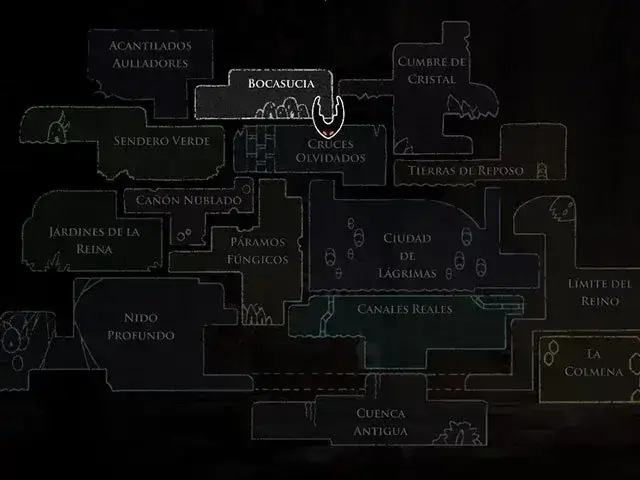 ACANTILADOS
AULLADORES
BOCASUCIA
CUMBRE DE
CRISTAL
SENDERO VERDE
CRUCES
OLVIDADOS
TIERRAS DE REPOSO
CAÑÓN NUBLADO
JARDINES DE LA
REINA
PÁRAMOS
FÚNGICOS
CIUDAD
DE
LÁGRIMAS
LÍMITE DEL
REINO
NIDO
PROFUNDO
CANALES REALES
LA
COLMENA
CUENCA
ANTIGUA